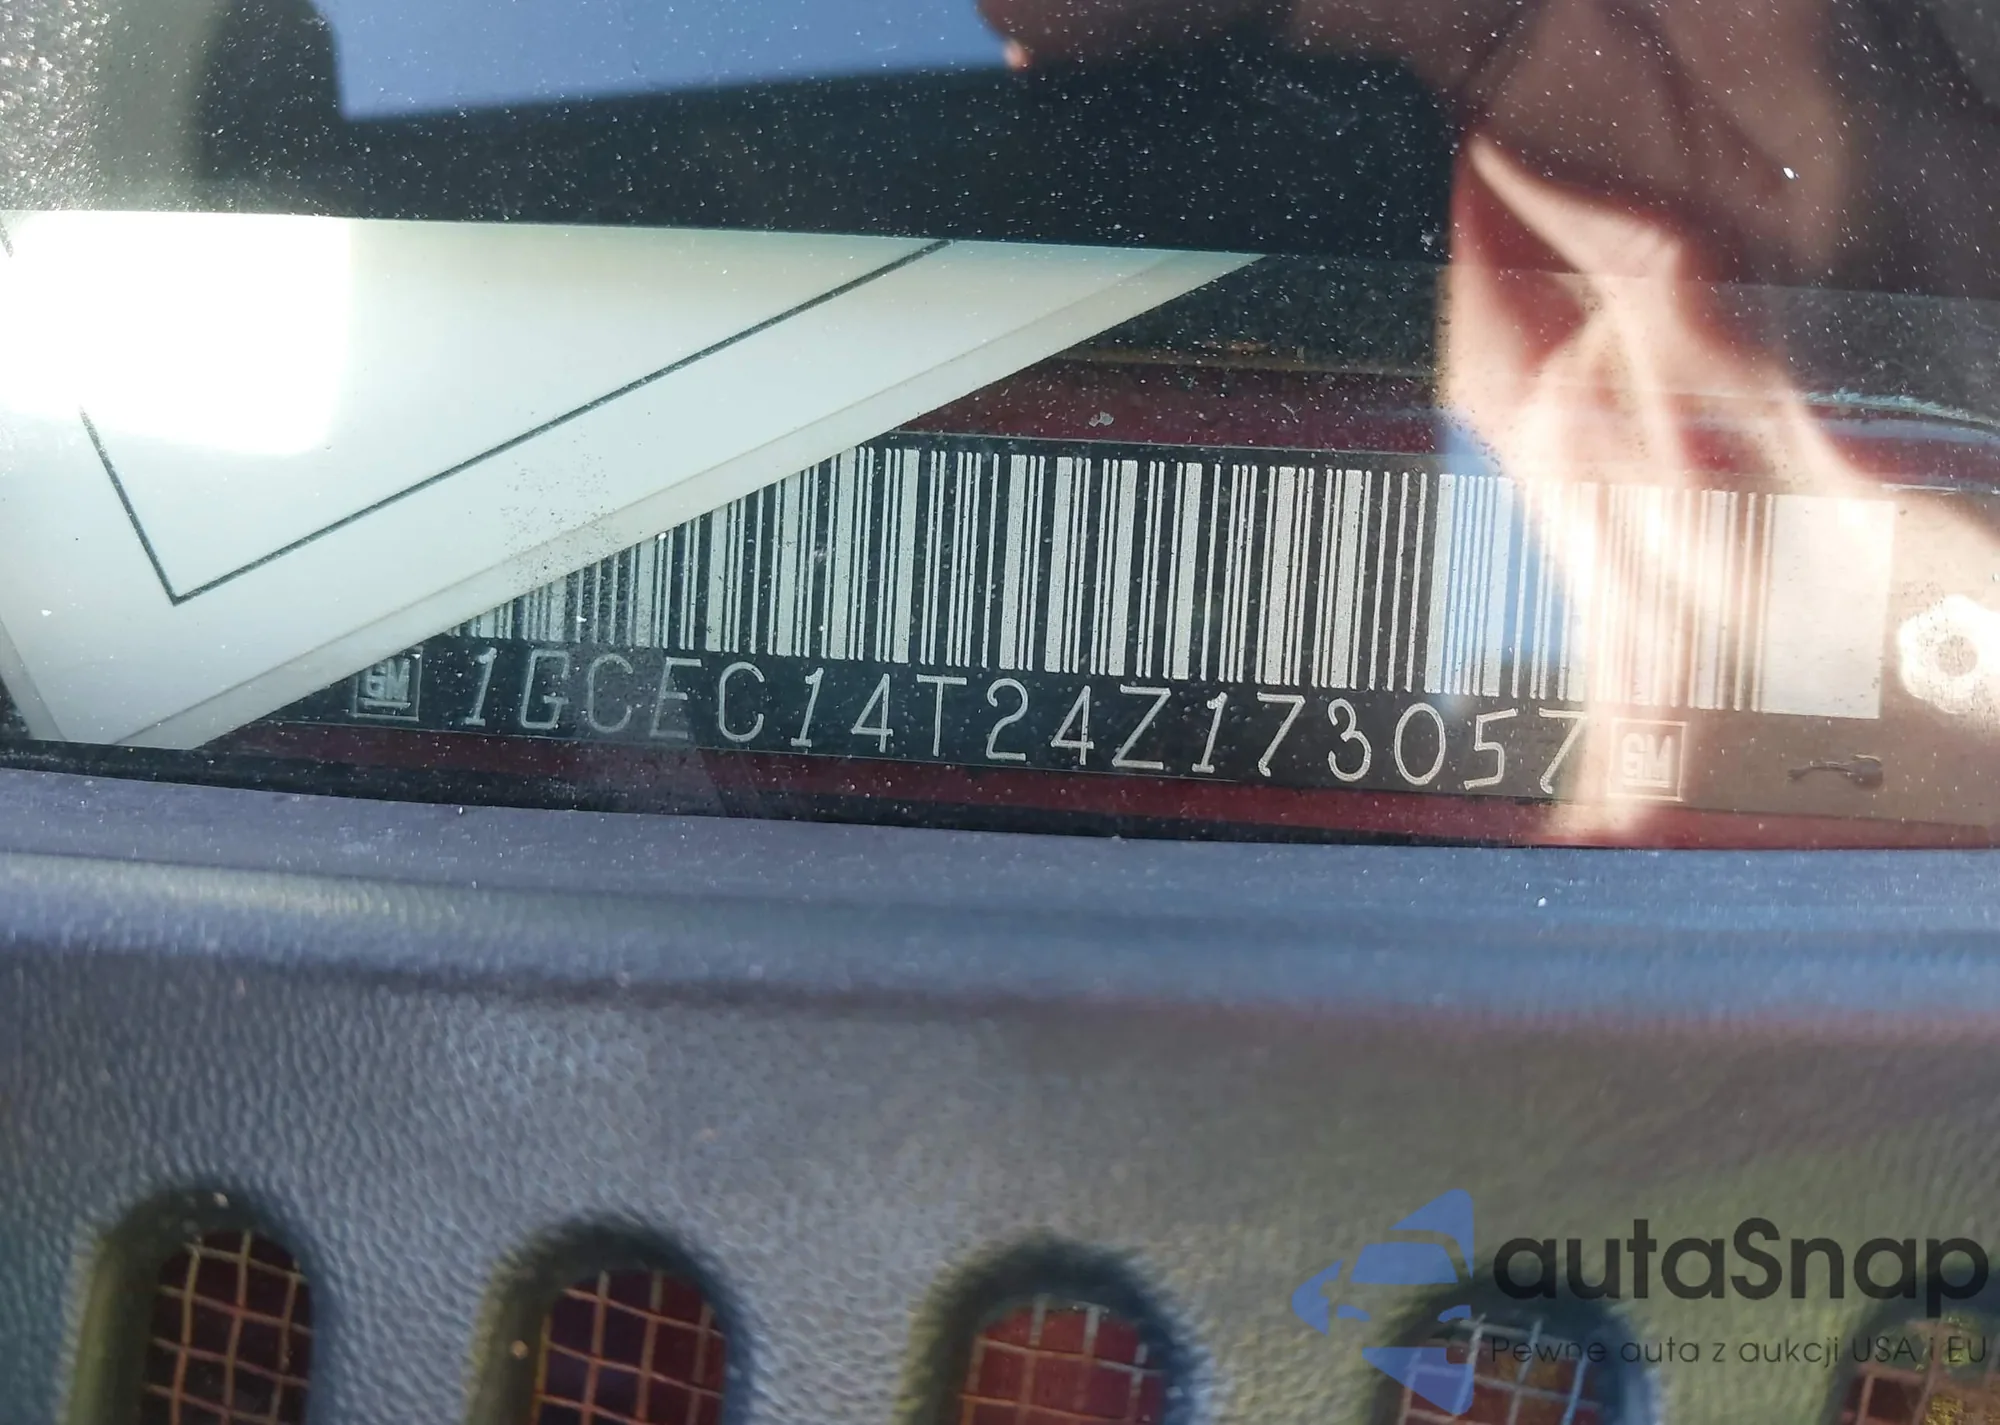 GM 1GCEC14T24Z173057 GM
autaSnap
Pewne auta z aukcji USA i EU